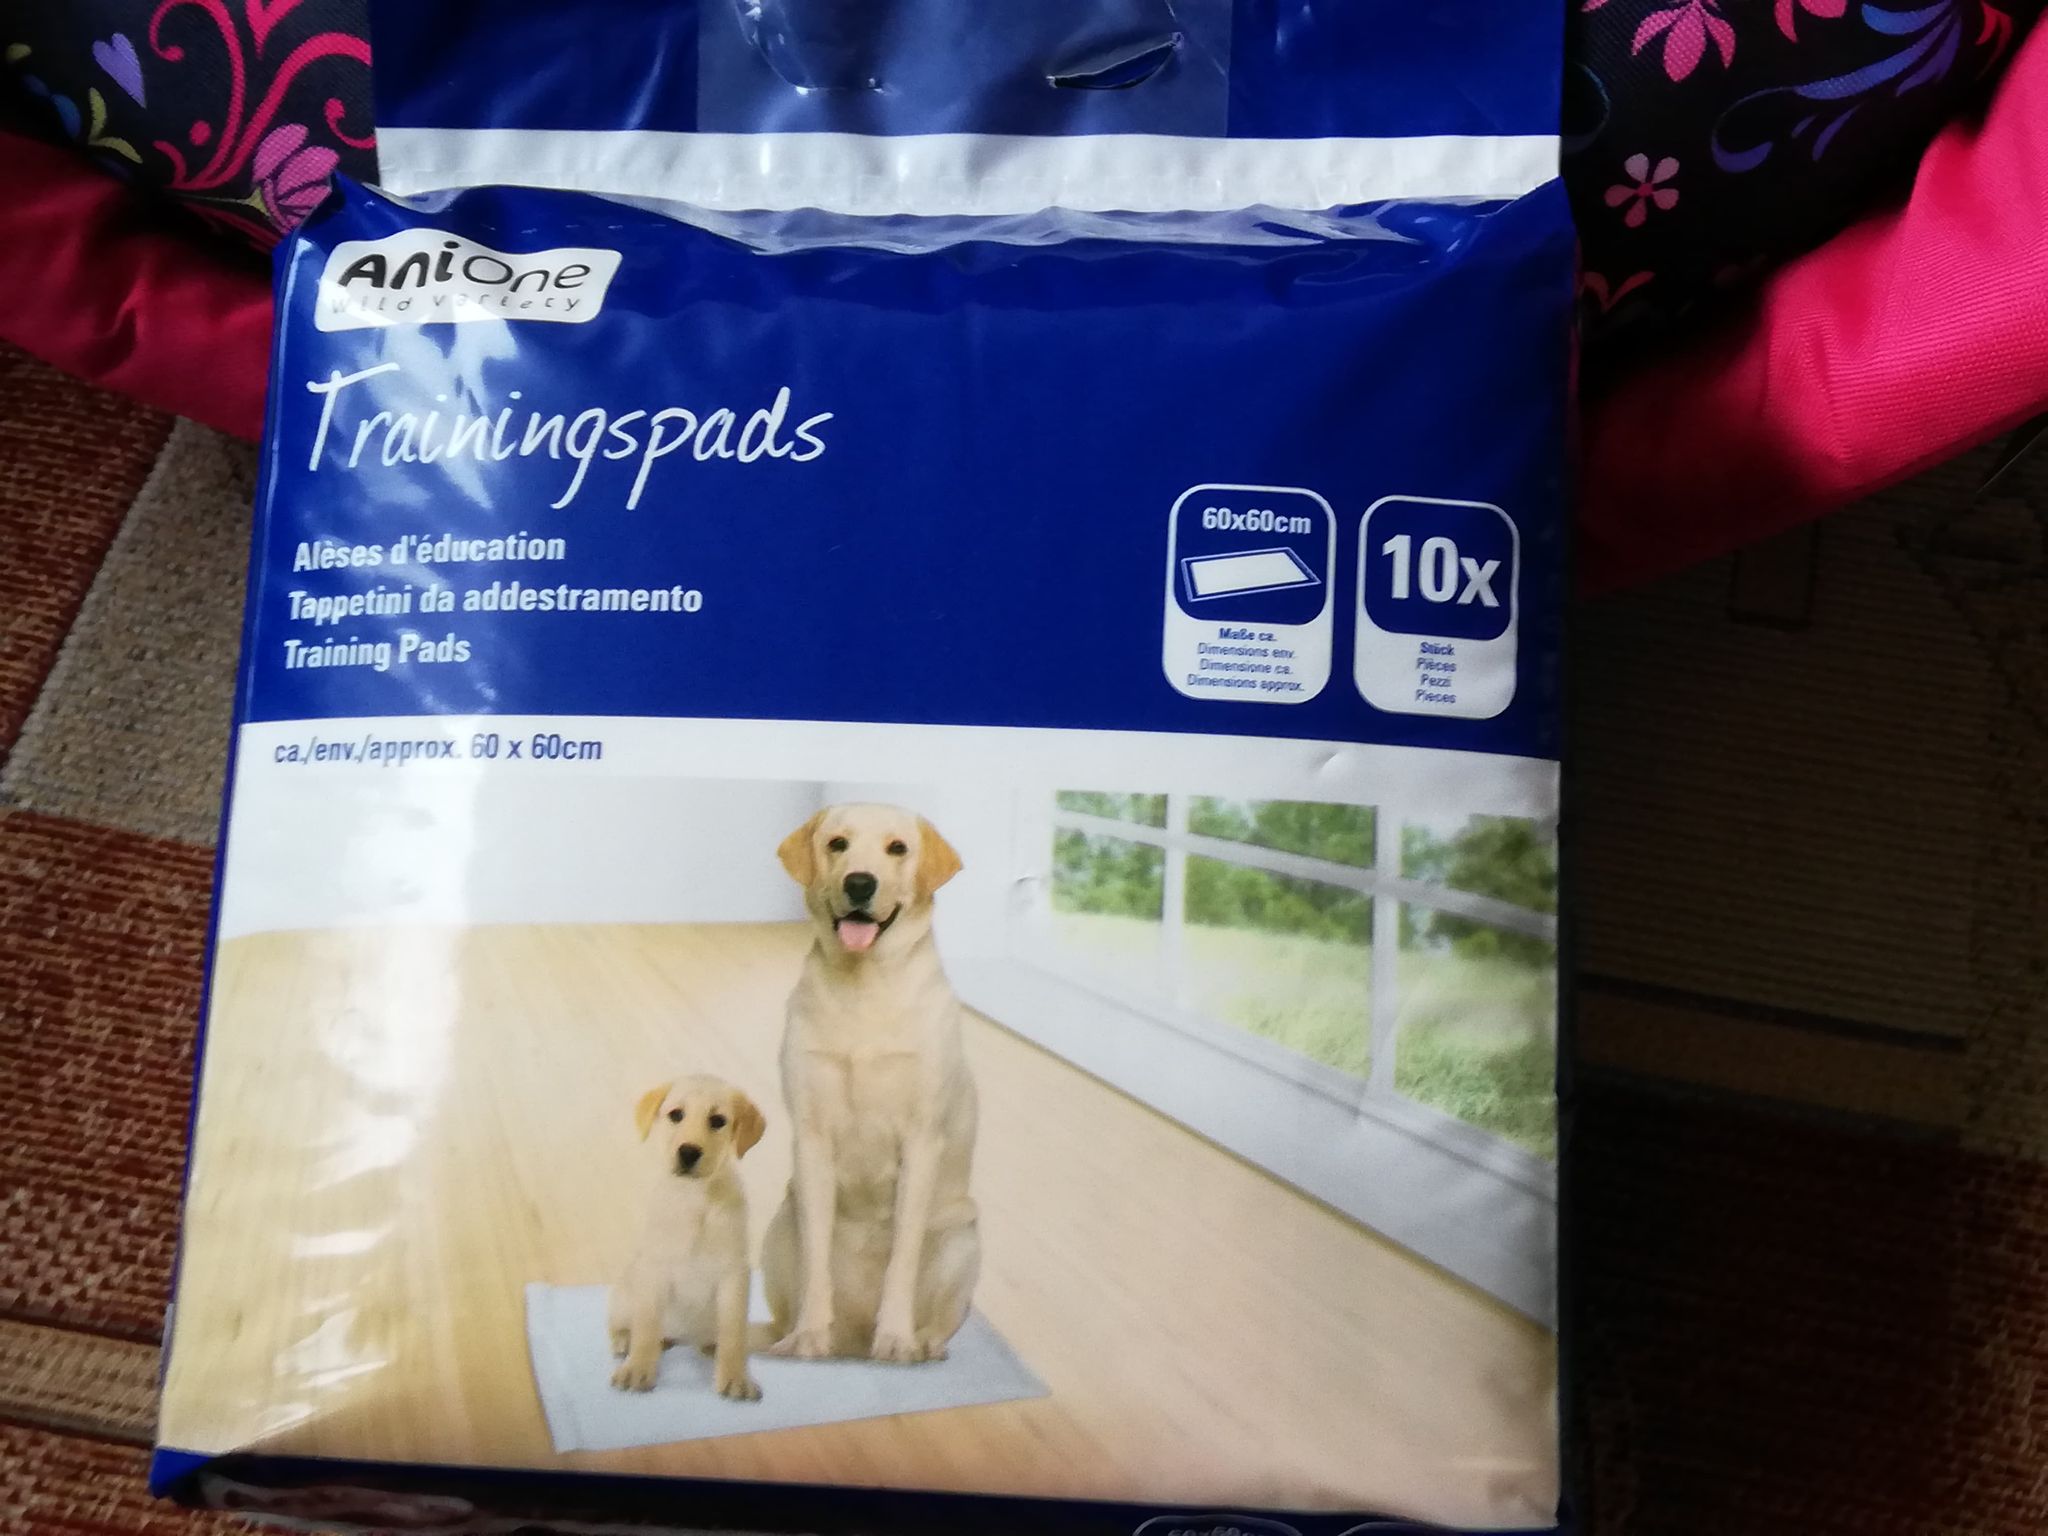 AniOne
Wild Variety
Trainingspads
Alèses d'éducation
Tappetini da addestramento
Training Pads
60x60cm
Maße ca.
Dimensions env.
Dimensione ca.
Dimensions approx.
10x
Stück
Pièces
Pezzi
Pieces
ca./env./approx. 60 x 60cm